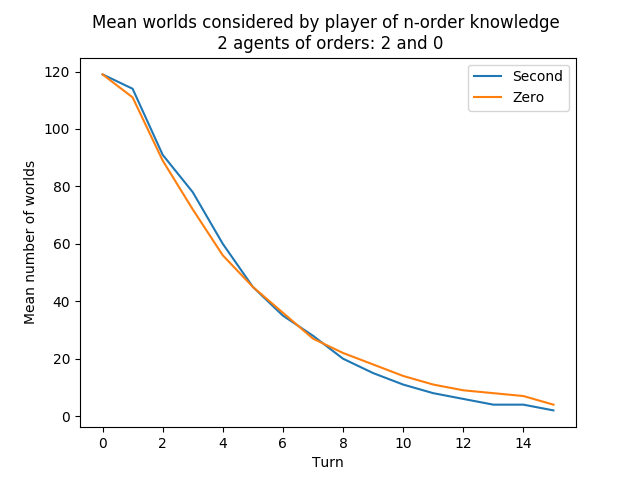 Mean worlds considered by player of n-order knowledge
2 agents of orders: 2 and 0
Second
Zero
Mean number of worlds
120
100
80
60
40
20
0
0 2 4 6 8 10 12 14
Turn